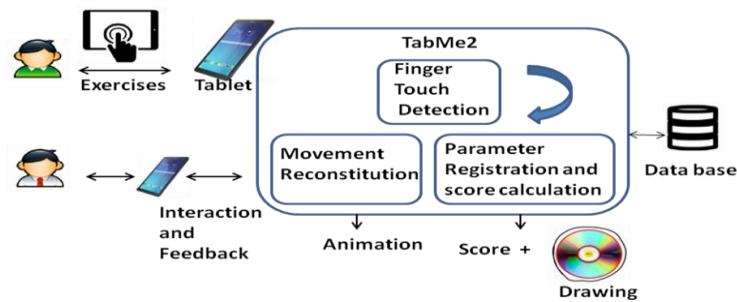 TabMe2
Finger
Touch
Detection
Exercises
Tablet
Movement
Reconstitution
Parameter
Registration and
score calculation
Data base
Interaction
and
Feedback
Animation
Score +
Drawing